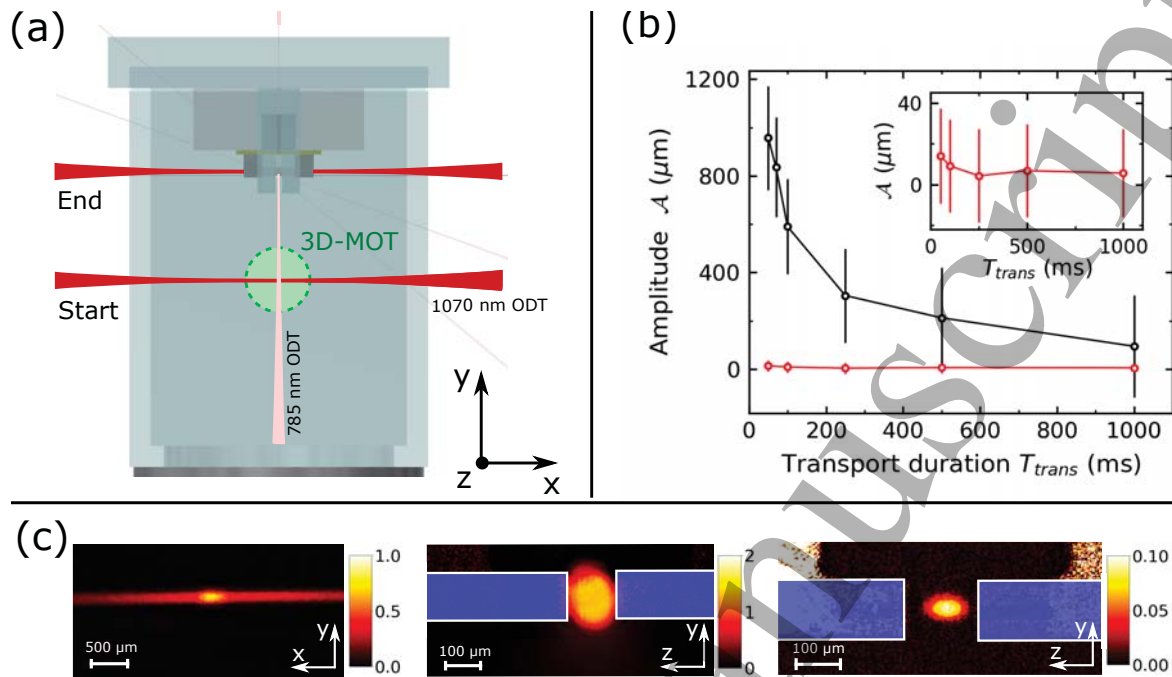 (a)
End
3D-MOT
Start
1070 nm ODT
785 nm ODT
y
z
x
(b)
Amplitude 𝒜 (μm)
1200
800
400
0
0
200
400
600
800
1000
Transport duration T_trans (ms)
𝒜 (μm)
40
0
0
500
1000
T_trans (ms)
(c)
500 μm
y
x
1.0
0.5
0.0
100 μm
y
z
2
1
0
100 μm
y
z
0.10
0.05
0.00